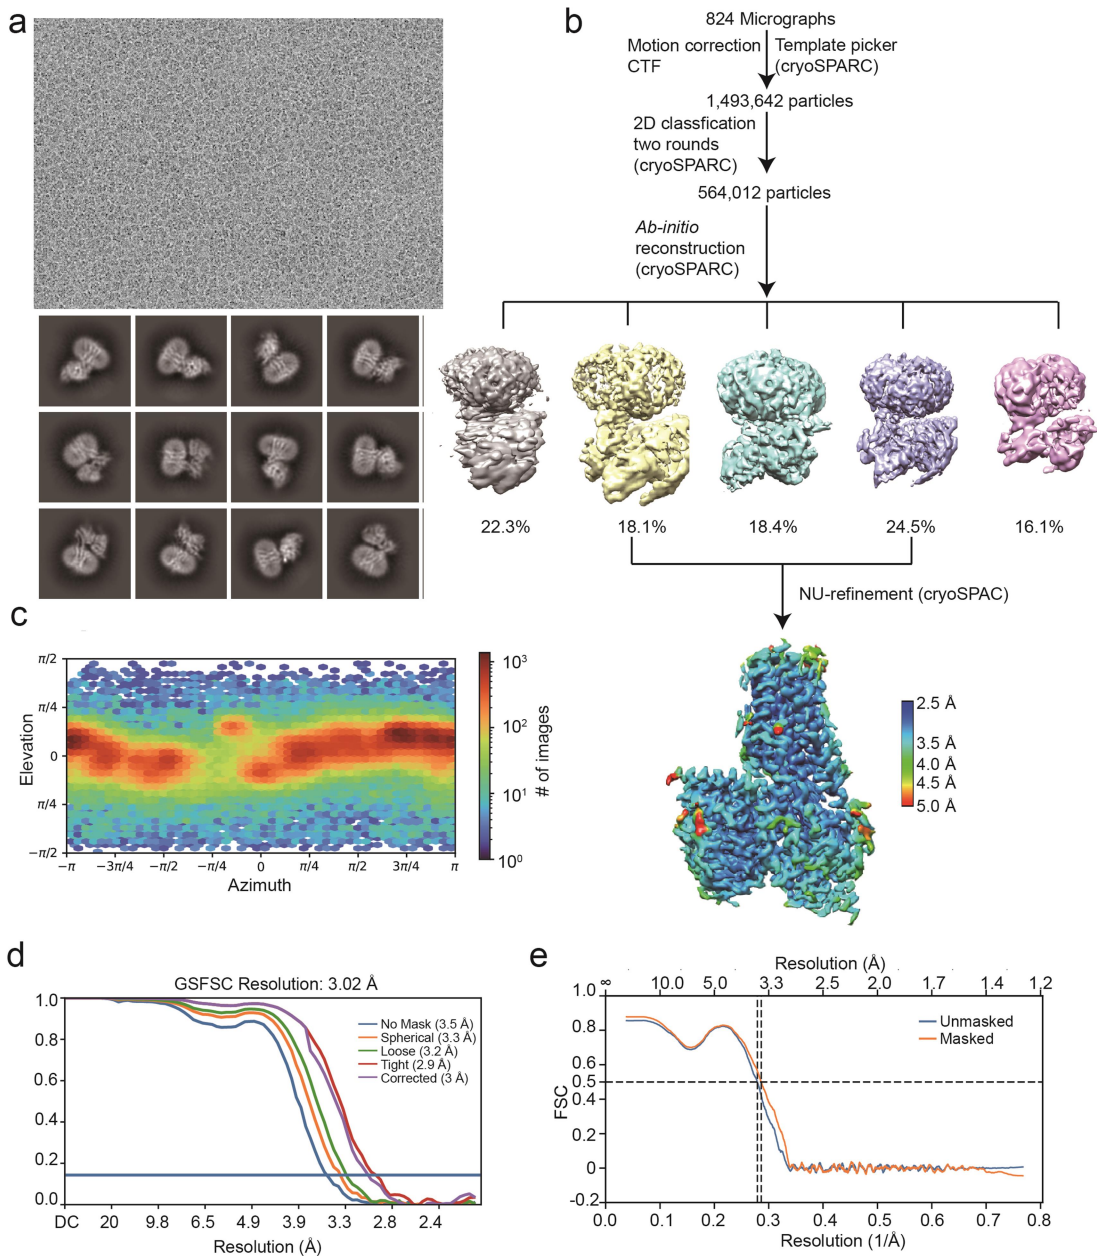 a
b
824 Micrographs
Motion correction
CTF
Template picker
(cryoSPARC)
1,493,642 particles
2D classfication
two rounds
(cryoSPARC)
564,012 particles
Ab-initio
reconstruction
(cryoSPARC)
22.3%
18.1%
18.4%
24.5%
16.1%
NU-refinement (cryoSPAC)
2.5 Å
3.5 Å
4.0 Å
4.5 Å
5.0 Å
c
Elevation
π/2
π/4
0
π/4
−π/2
−π
−3π/4
−π/2
−π/4
0
π/4
π/2
3π/4
π
Azimuth
10³
10²
10¹
10⁰
# of images
d
GSFSC Resolution: 3.02 Å
1.0
0.8
0.6
0.4
0.2
0.0
No Mask (3.5 Å)
Spherical (3.3 Å)
Loose (3.2 Å)
Tight (2.9 Å)
Corrected (3 Å)
DC
20
9.8
6.5
4.9
3.9
3.3
2.8
2.4
Resolution (Å)
e
Resolution (Å)
∞
10.0
5.0
3.3
2.5
2.0
1.7
1.4
1.2
FSC
1.0
0.8
0.6
0.5
0.4
0.2
0
-0.2
Unmasked
Masked
0.0
0.1
0.2
0.3
0.4
0.5
0.6
0.7
0.8
Resolution (1/Å)